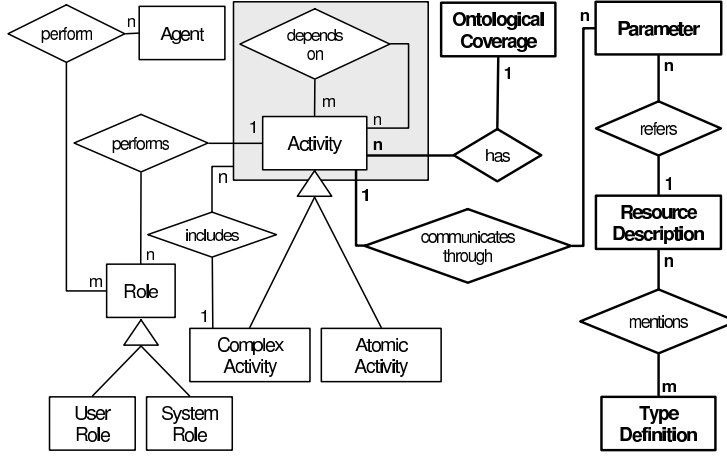 perform
n
Agent
depends
on
Ontological
Coverage
n
Parameter
m
n
1
n
performs
1
Activity
n
has
refers
n
1
1
Resource
Description
includes
communicates
through
n
n
m
Role
1
mentions
Complex
Activity
Atomic
Activity
m
User
Role
System
Role
Type
Definition